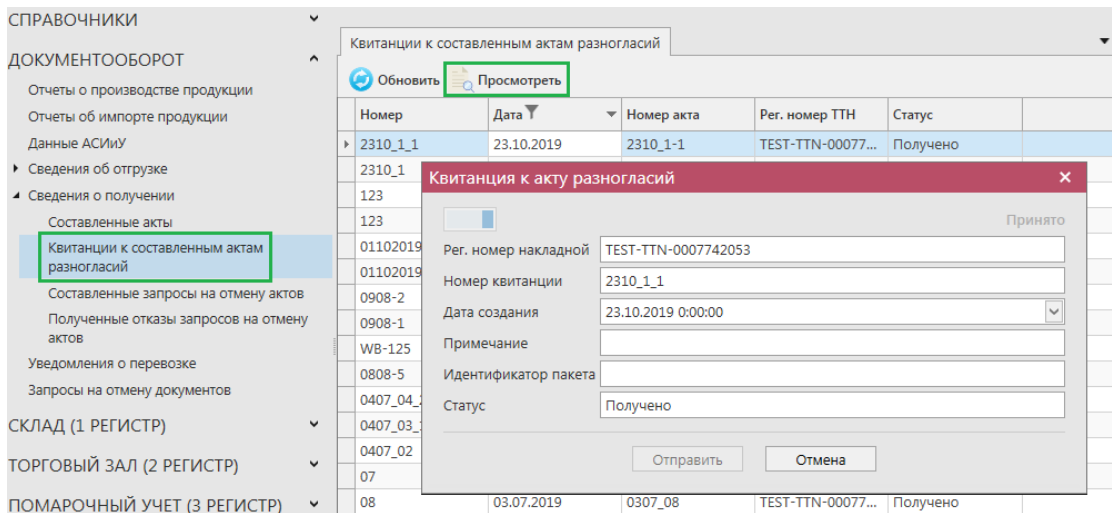 СПРАВОЧНИКИ
ДОКУМЕНТООБОРОТ
Отчеты о производстве продукции
Отчеты об импорте продукции
Данные АСИиУ
Сведения об отгрузке
Сведения о получении
Составленные акты
Квитанции к составленным актам
разногласий
Составленные запросы на отмену актов
Полученные отказы запросов на отмену
актов
Уведомления о перевозке
Запросы на отмену документов
СКЛАД (1 РЕГИСТР)
ТОРГОВЫЙ ЗАЛ (2 РЕГИСТР)
ПОМАРОЧНЫЙ УЧЕТ (3 РЕГИСТР)
Квитанции к составленным актам разногласий
Обновить Просмотреть
Номер Дата Номер акта Рег. номер ТТН Статус
2310_1_1 23.10.2019 2310_1-1 TEST-TTN-00077... Получено
2310_1
123
123
01102019
01102019
0908-2
0908-1
WB-125
0808-5
0407_04_
0407_03_
0407_02
07
08 03.07.2019 0307_08 TEST-TTN-00077... Получено
Квитанция к акту разногласий
Принято
Рег. номер накладной TEST-TTN-0007742053
Номер квитанции 2310_1_1
Дата создания 23.10.2019 0:00:00
Примечание
Идентификатор пакета
Статус Получено
Отправить Отмена